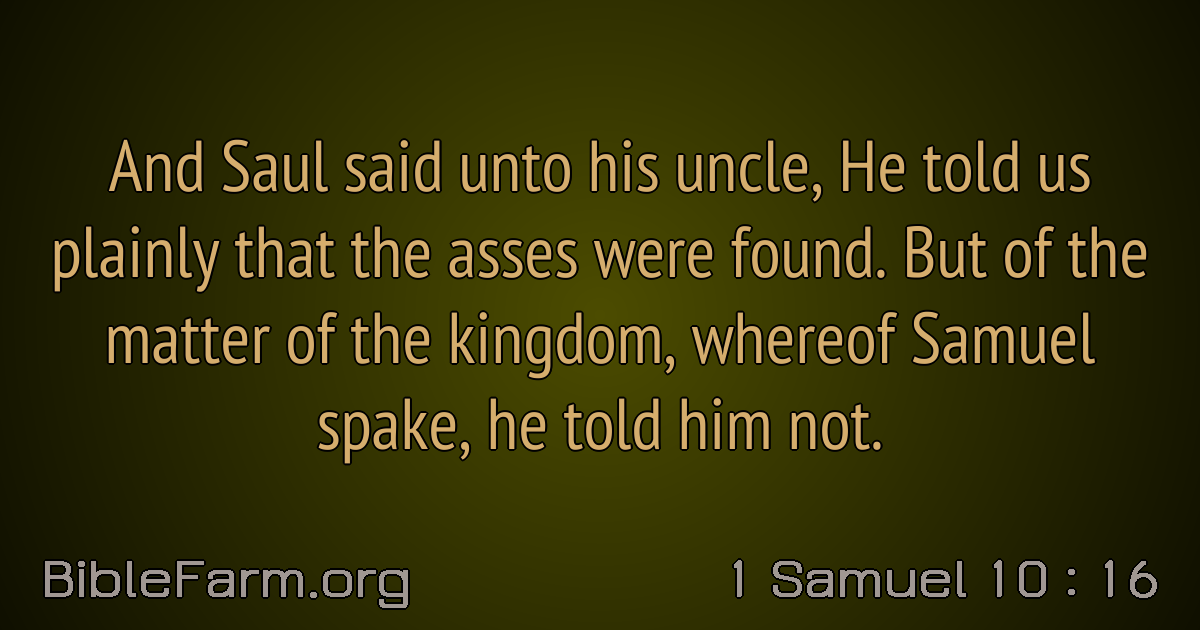 And Saul said unto his uncle, He told us
plainly that the asses were found. But of the
matter of the kingdom, whereof Samuel
spake, he told him not.
BibleFarm.org
1 Samuel 10 : 16